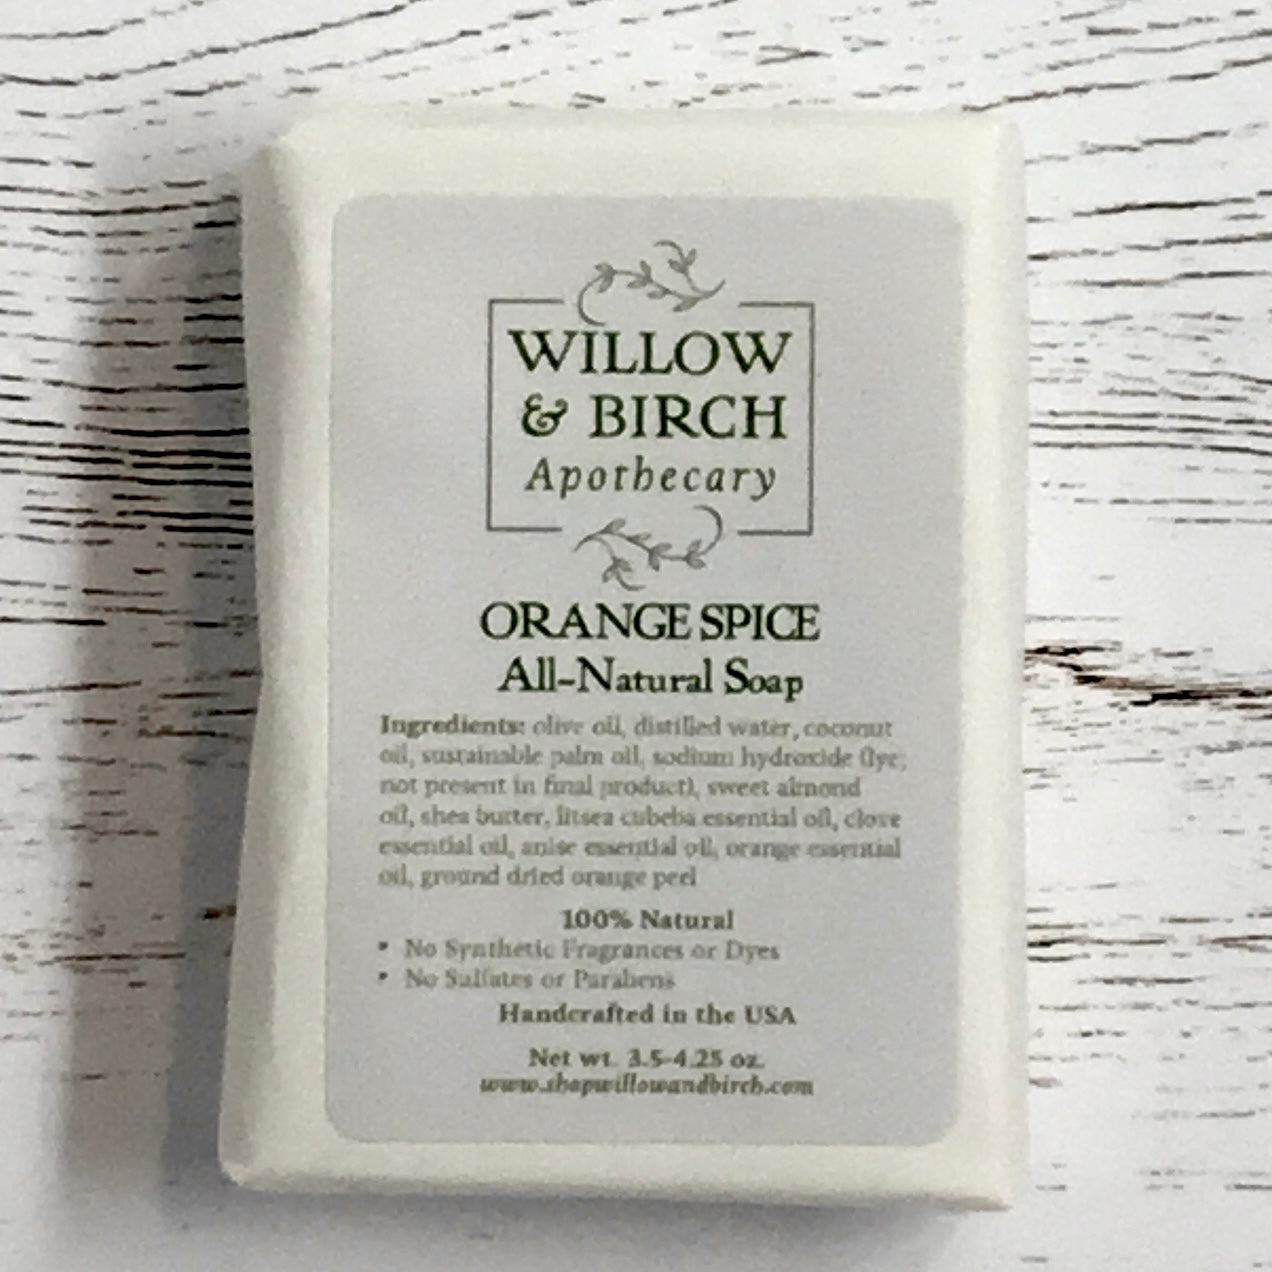 WILLOW
& BIRCH
Apothecary
ORANGE SPICE
All-Natural Soap
Ingredients: olive oil, distilled water, coconut
oil, sustainable palm oil, sodium hydroxide (lye;
not present in final product), sweet almond
oil, shea butter, litsea cubeba essential oil, clove
essential oil, anise essential oil, orange essential
oil, ground dried orange peel
100% Natural
• No Synthetic Fragrances or Dyes
• No Sulfates or Parabens
Handcrafted in the USA
Net wt. 3.5-4.25 oz.
www.shopwillowandbirch.com